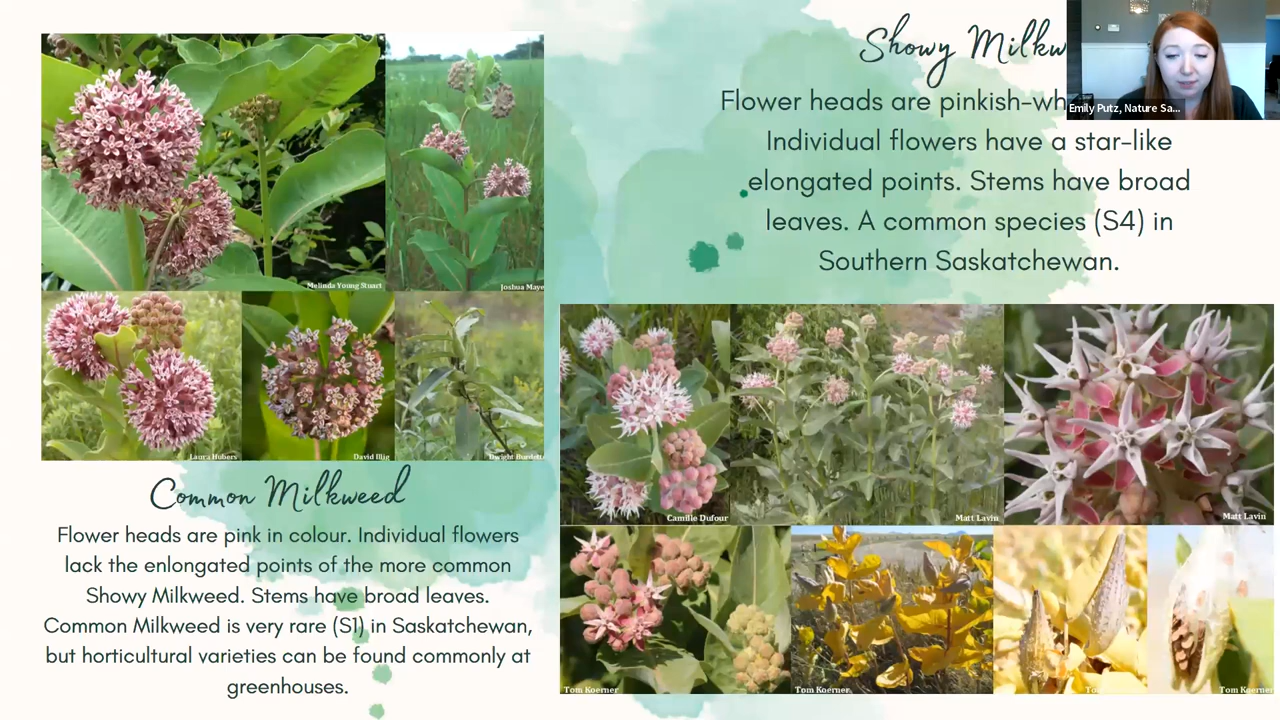 Melinda Young Stuart
Joshua Maye
Laura Hubers
David Illig
Dwight Burdett
Common Milkweed
Flower heads are pink in colour. Individual flowers
lack the enlongated points of the more common
Showy Milkweed. Stems have broad leaves.
Common Milkweed is very rare (S1) in Saskatchewan,
but horticultural varieties can be found commonly at
greenhouses.
Showy Milkw
Flower heads are pinkish-wh
Individual flowers have a star-like
elongated points. Stems have broad
leaves. A common species (S4) in
Southern Saskatchewan.
Emily Putz, Nature Sa...
Camille Dufour
Matt Lavin
Matt Lavin
Tom Koerner
Tom Koerner
To
Tom Koerner